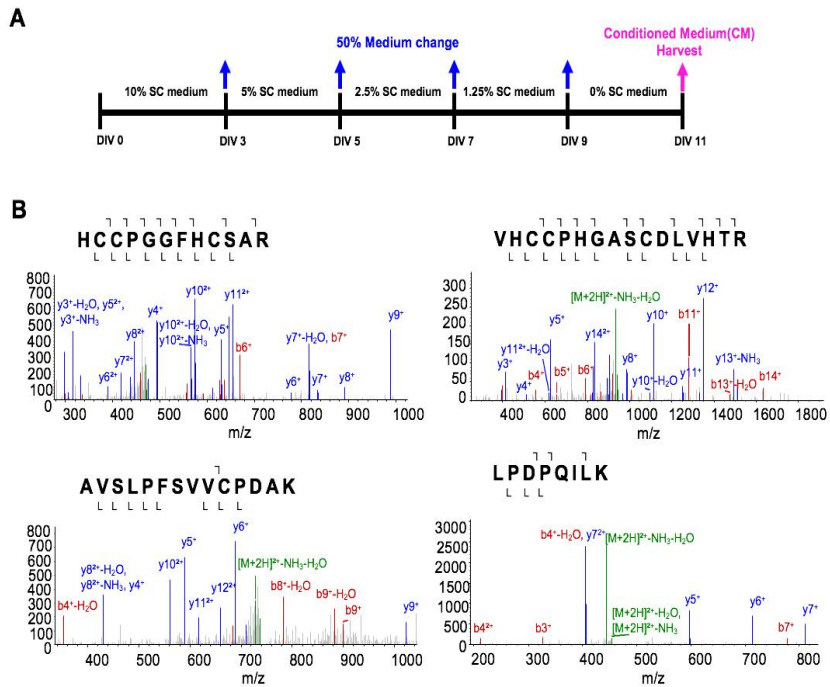 A
50% Medium change
Conditioned Medium(CM)
Harvest
10% SC medium
5% SC medium
2.5% SC medium
1.25% SC medium
0% SC medium
DIV 0
DIV 3
DIV 5
DIV 7
DIV 9
DIV 11
B
HCCPGGFHCSAR
800
700
600
500
400
300
200
100
0
y3⁺-H₂O, y5²⁺,
y3⁺-NH₃
y6²⁺
y7²⁺
y8²⁺
y4⁺
y10²⁺-H₂O,
y10²⁺-NH₃
y10²⁺
y5⁺
y11²⁺
b6⁺
y6⁺
y7⁺-H₂O, b7⁺
y7⁺
y8⁺
y9⁺
300 400 500 600 700 800 900 1000
m/z
VHCCPHGASCDLVHTR
300
250
200
150
100
50
0
[M+2H]²⁺-NH₃-H₂O
y3⁺
y11²⁺-H₂O
y4⁺
b4⁺
y5⁺
b5⁺
b6⁺
y14²⁺
y8⁺
y10⁺-H₂O
y10⁺
b11⁺
y11⁺
y12⁺
b13⁺-H₂O
y13⁺-NH₃
b14⁺
400 600 800 1000 1200 1400 1600 1800
m/z
AVSLPFSVVCPDAK
800
700
600
500
400
300
200
100
0
b4⁺-H₂O
y8²⁺-H₂O,
y8²⁺-NH₃, y4⁺
y10²⁺
y5⁺
y11²⁺
y12²⁺
y6⁺
[M+2H]²⁺-NH₃-H₂O
b8⁺-H₂O
b9⁺-H₂O
b9⁺
y9⁺
400 500 600 700 800 900 1000
m/z
LPDPQILK
3000
2500
2000
1500
1000
500
0
b4²⁺
b3⁺
b4⁺-H₂O, y7²⁺
[M+2H]²⁺-NH₃-H₂O
[M+2H]²⁺-H₂O,
[M+2H]²⁺-NH₃
y5⁺
y6⁺
b7⁺
y7⁺
200 300 400 500 600 700 800
m/z